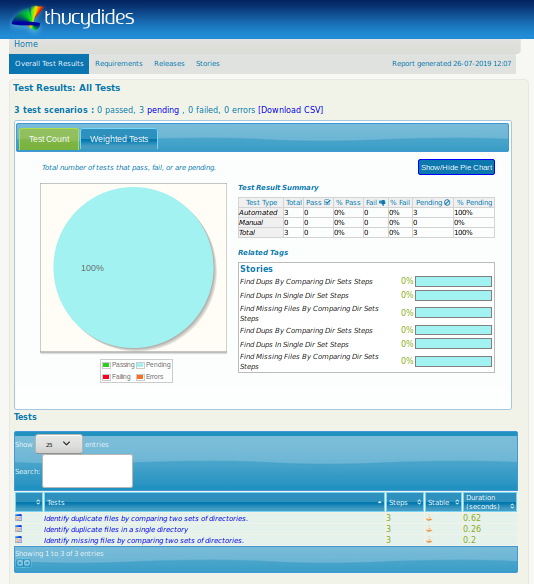 thucydides
Home
Overall Test Results Requirements Releases Stories Report generated 26-07-2019 12:07
Test Results: All Tests
3 test scenarios : 0 passed, 3 pending , 0 failed, 0 errors [Download CSV]
Test Count Weighted Tests
Total number of tests that pass, fail, or are pending.
Show/Hide Pie Chart
100%
Passing Pending
Failing Errors
Test Result Summary
Test Type Total Pass % Pass Fail % Fail Pending % Pending
Automated 3 0 0% 0 0% 3 100%
Manual 0 0 0% 0 0% 0 0%
Total 3 0 0% 0 0% 3 100%
Related Tags
Stories
Find Dups By Comparing Dir Sets Steps 0%
Find Dups In Single Dir Set Steps 0%
Find Missing Files By Comparing Dir Sets 0%
Steps
Find Dups By Comparing Dir Sets Steps 0%
Find Dups In Single Dir Set Steps 0%
Find Missing Files By Comparing Dir Sets 0%
Steps
Tests
Show 25 entries
Search:
Tests Steps Stable Duration
(seconds)
Identify duplicate files by comparing two sets of directories. 3 0.62
Identify duplicate files in a single directory 3 0.26
Identify missing files by comparing two sets of directories. 3 0.2
Showing 1 to 3 of 3 entries